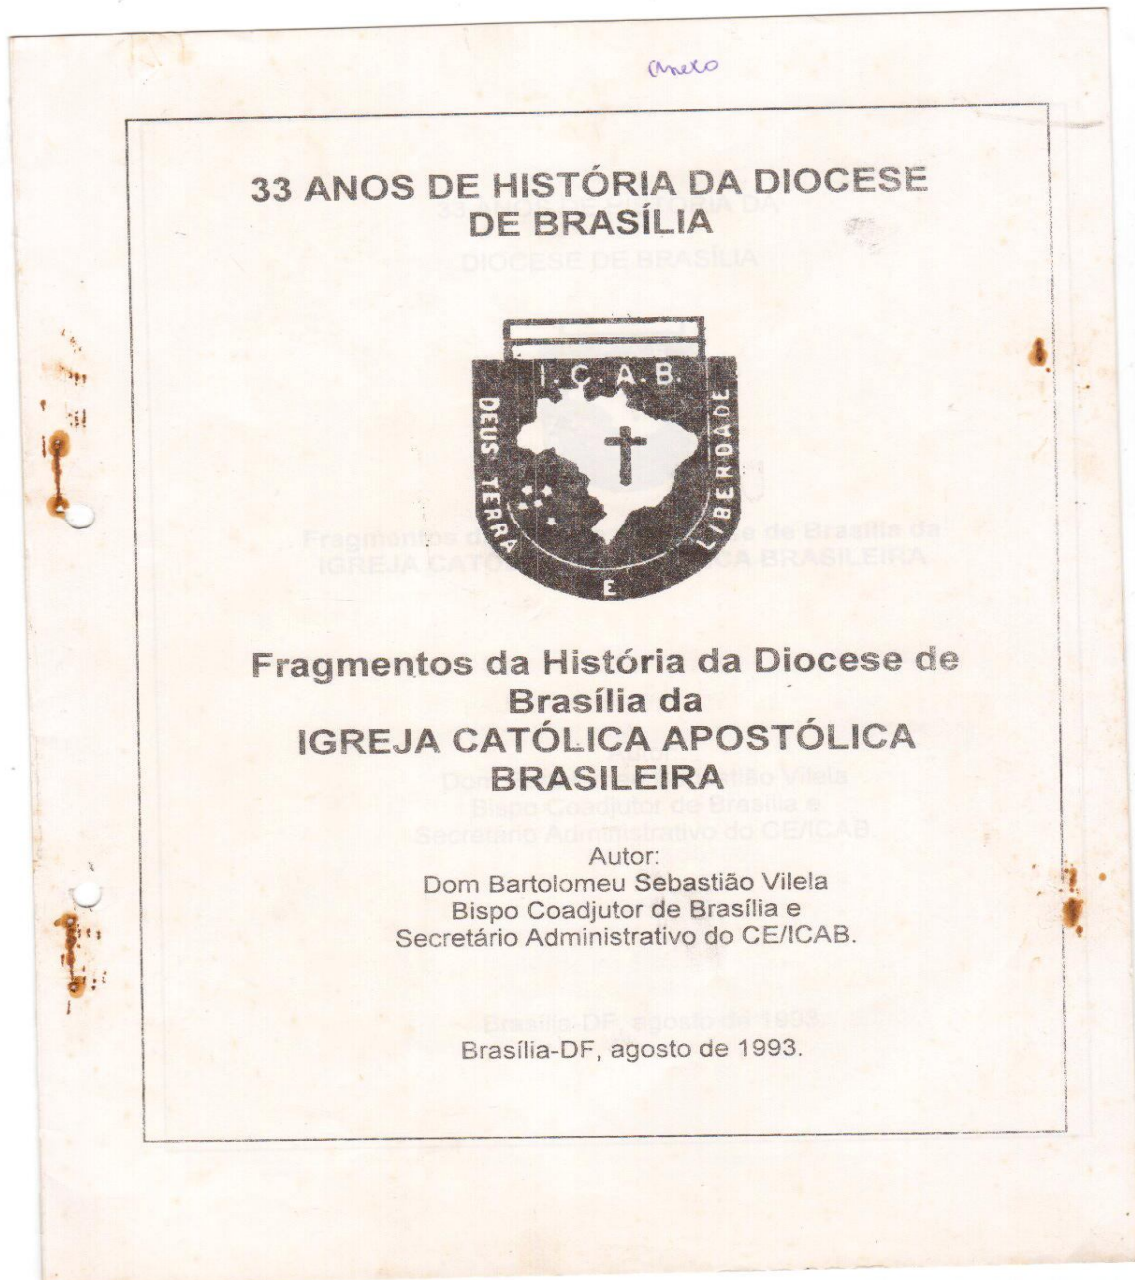 Anexo
33 ANOS DE HISTÓRIA DA DIOCESE
DE BRASÍLIA
I.C.A.B.
DEUS TERRA E LIBERDADE
Fragmentos da História da Diocese de
Brasília da
IGREJA CATÓLICA APOSTÓLICA
BRASILEIRA
Autor:
Dom Bartolomeu Sebastião Vilela
Bispo Coadjutor de Brasília e
Secretário Administrativo do CE/ICAB.
Brasília-DF, agosto de 1993.